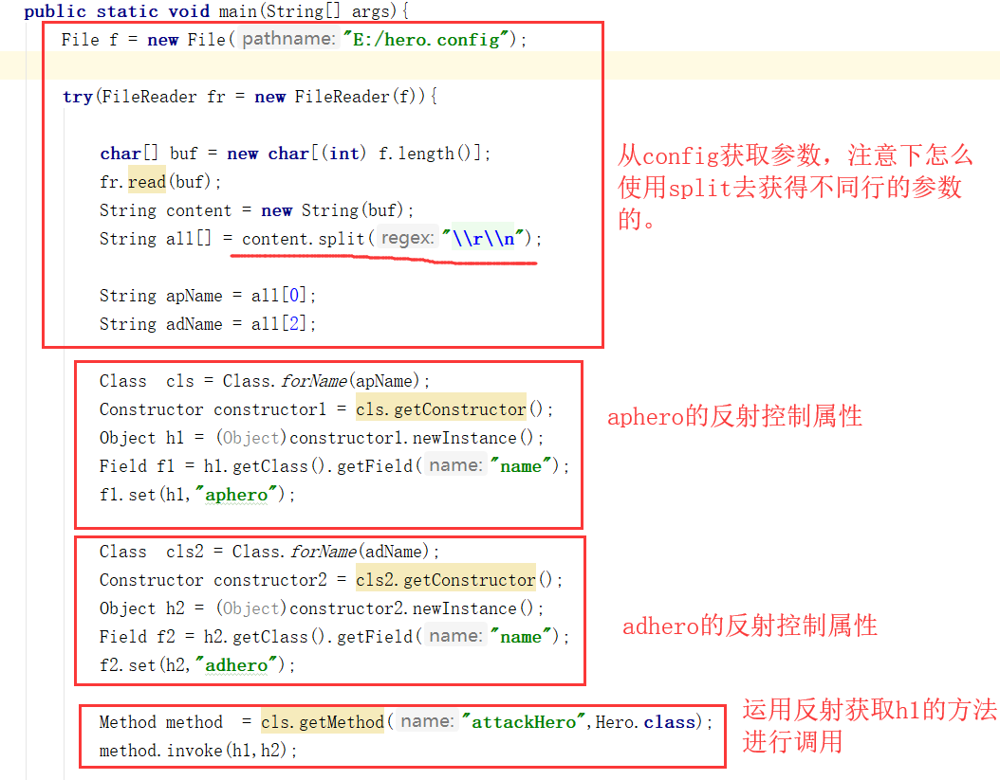 public static void main(String[] args){
File f = new File( pathname: "E:/hero.config");
try(FileReader fr = new FileReader(f)){
char[] buf = new char[(int) f.length()];
fr.read(buf);
String content = new String(buf);
String all[] = content.split( regex: "\\r\\n");
String apName = all[0];
String adName = all[2];
从config获取参数，注意下怎么
使用split去获得不同行的参数
的。
Class  cls = Class.forName(apName);
Constructor constructor1 = cls.getConstructor();
Object h1 = (Object)constructor1.newInstance();
Field f1 = h1.getClass().getField( name: "name");
f1.set(h1,"aphero");
aphero的反射控制属性
Class  cls2 = Class.forName(adName);
Constructor constructor2 = cls2.getConstructor();
Object h2 = (Object)constructor2.newInstance();
Field f2 = h2.getClass().getField( name: "name");
f2.set(h2,"adhero");
adhero的反射控制属性
Method method  = cls.getMethod( name: "attackHero",Hero.class);
method.invoke(h1,h2);
运用反射获取h1的方法
进行调用